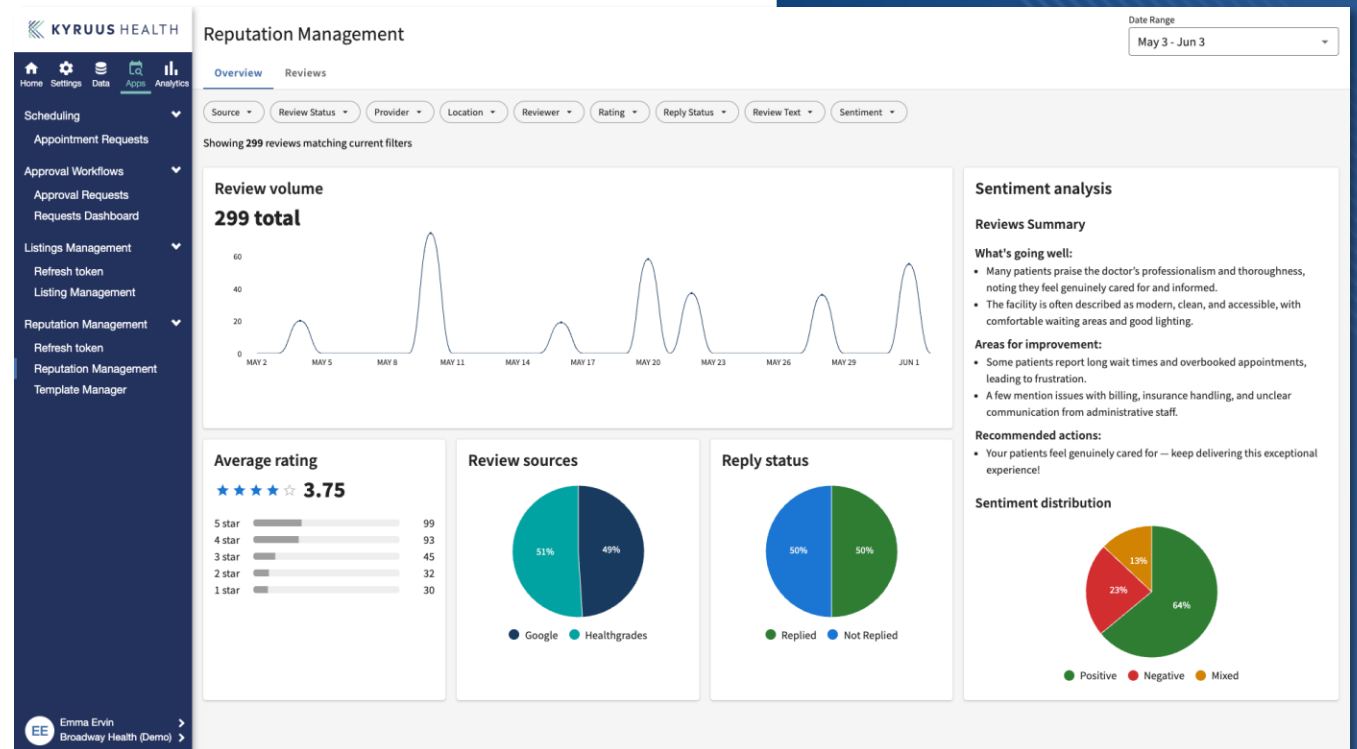 KYRUUS HEALTH
Home Settings Data Apps Analytics
Scheduling
Appointment Requests
Approval Workflows
Approval Requests
Requests Dashboard
Listings Management
Refresh token
Listing Management
Reputation Management
Refresh token
Reputation Management
Template Manager
EE
Emma Ervin
Broadway Health (Demo)
Reputation Management
Date Range
May 3 - Jun 3
Overview Reviews
Source Review Status Provider Location Reviewer Rating Reply Status Review Text Sentiment
Showing 299 reviews matching current filters
Review volume
299 total
60
40
20
0
MAY 2 MAY 5 MAY 8 MAY 11 MAY 14 MAY 17 MAY 20 MAY 23 MAY 26 MAY 29 JUN 1
Average rating
3.75
5 star 99
4 star 93
3 star 45
2 star 32
1 star 30
Review sources
51% 49%
Google Healthgrades
Reply status
50% 50%
Replied Not Replied
Sentiment analysis
Reviews Summary
What's going well:
• Many patients praise the doctor's professionalism and thoroughness,
noting they feel genuinely cared for and informed.
• The facility is often described as modern, clean, and accessible, with
comfortable waiting areas and good lighting.
Areas for improvement:
• Some patients report long wait times and overbooked appointments,
leading to frustration.
• A few mention issues with billing, insurance handling, and unclear
communication from administrative staff.
Recommended actions:
• Your patients feel genuinely cared for — keep delivering this exceptional
experience!
Sentiment distribution
13%
23%
64%
Positive Negative Mixed